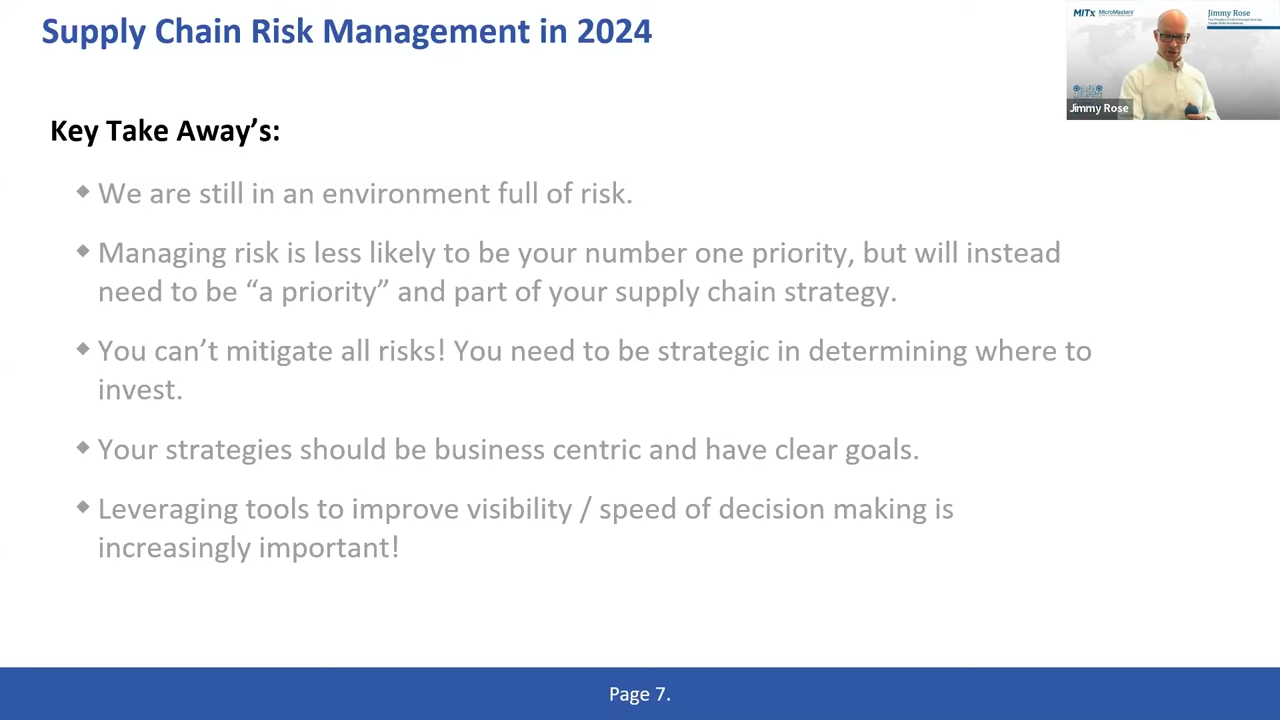 Supply Chain Risk Management in 2024
MITx MicroMasters
Jimmy Rose
Jimmy Rose
Key Take Away's:
We are still in an environment full of risk.
Managing risk is less likely to be your number one priority, but will instead
need to be “a priority” and part of your supply chain strategy.
You can’t mitigate all risks! You need to be strategic in determining where to
invest.
Your strategies should be business centric and have clear goals.
Leveraging tools to improve visibility / speed of decision making is
increasingly important!
Page 7.